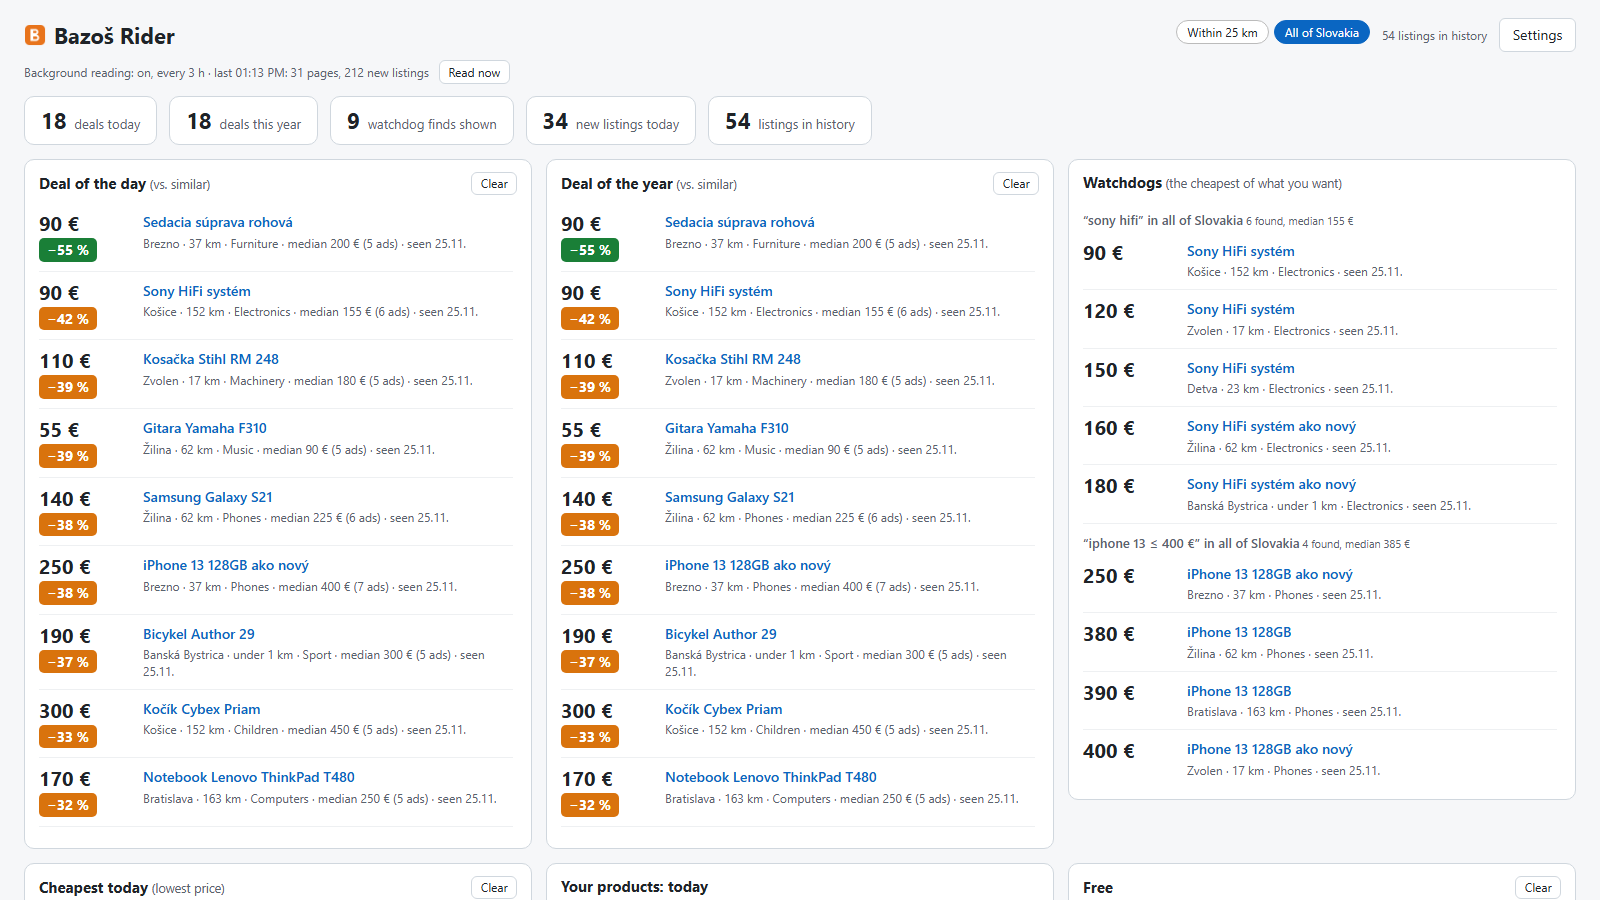 B Bazoš Rider
Within 25 km All of Slovakia 54 listings in history Settings
Background reading: on, every 3 h · last 01:13 PM: 31 pages, 212 new listings Read now
18 deals today
18 deals this year
9 watchdog finds shown
34 new listings today
54 listings in history
Deal of the day (vs. similar) Clear
90 € Sedacia súprava rohová
−55 % Brezno · 37 km · Furniture · median 200 € (5 ads) · seen 25.11.
90 € Sony HiFi systém
−42 % Košice · 152 km · Electronics · median 155 € (6 ads) · seen 25.11.
110 € Kosačka Stihl RM 248
−39 % Zvolen · 17 km · Machinery · median 180 € (5 ads) · seen 25.11.
55 € Gitara Yamaha F310
−39 % Žilina · 62 km · Music · median 90 € (5 ads) · seen 25.11.
140 € Samsung Galaxy S21
−38 % Žilina · 62 km · Phones · median 225 € (6 ads) · seen 25.11.
250 € iPhone 13 128GB ako nový
−38 % Brezno · 37 km · Phones · median 400 € (7 ads) · seen 25.11.
190 € Bicykel Author 29
−37 % Banská Bystrica · under 1 km · Sport · median 300 € (5 ads) · seen
25.11.
300 € Kočík Cybex Priam
−33 % Košice · 152 km · Children · median 450 € (5 ads) · seen 25.11.
170 € Notebook Lenovo ThinkPad T480
−32 % Bratislava · 163 km · Computers · median 250 € (5 ads) · seen 25.11.
Deal of the year (vs. similar) Clear
90 € Sedacia súprava rohová
−55 % Brezno · 37 km · Furniture · median 200 € (5 ads) · seen 25.11.
90 € Sony HiFi systém
−42 % Košice · 152 km · Electronics · median 155 € (6 ads) · seen 25.11.
110 € Kosačka Stihl RM 248
−39 % Zvolen · 17 km · Machinery · median 180 € (5 ads) · seen 25.11.
55 € Gitara Yamaha F310
−39 % Žilina · 62 km · Music · median 90 € (5 ads) · seen 25.11.
140 € Samsung Galaxy S21
−38 % Žilina · 62 km · Phones · median 225 € (6 ads) · seen 25.11.
250 € iPhone 13 128GB ako nový
−38 % Brezno · 37 km · Phones · median 400 € (7 ads) · seen 25.11.
190 € Bicykel Author 29
−37 % Banská Bystrica · under 1 km · Sport · median 300 € (5 ads) · seen
25.11.
300 € Kočík Cybex Priam
−33 % Košice · 152 km · Children · median 450 € (5 ads) · seen 25.11.
170 € Notebook Lenovo ThinkPad T480
−32 % Bratislava · 163 km · Computers · median 250 € (5 ads) · seen 25.11.
Watchdogs (the cheapest of what you want)
“sony hifi” in all of Slovakia 6 found, median 155 €
90 € Sony HiFi systém
Košice · 152 km · Electronics · seen 25.11.
120 € Sony HiFi systém
Zvolen · 17 km · Electronics · seen 25.11.
150 € Sony HiFi systém
Detva · 23 km · Electronics · seen 25.11.
160 € Sony HiFi systém ako nový
Žilina · 62 km · Electronics · seen 25.11.
180 € Sony HiFi systém ako nový
Banská Bystrica · under 1 km · Electronics · seen 25.11.
“iphone 13 ≤ 400 €” in all of Slovakia 4 found, median 385 €
250 € iPhone 13 128GB ako nový
Brezno · 37 km · Phones · seen 25.11.
380 € iPhone 13 128GB
Žilina · 62 km · Phones · seen 25.11.
390 € iPhone 13 128GB
Bratislava · 163 km · Phones · seen 25.11.
400 € iPhone 13 128GB ako nový
Zvolen · 17 km · Phones · seen 25.11.
Cheapest today (lowest price) Clear
Your products: today
Free Clear